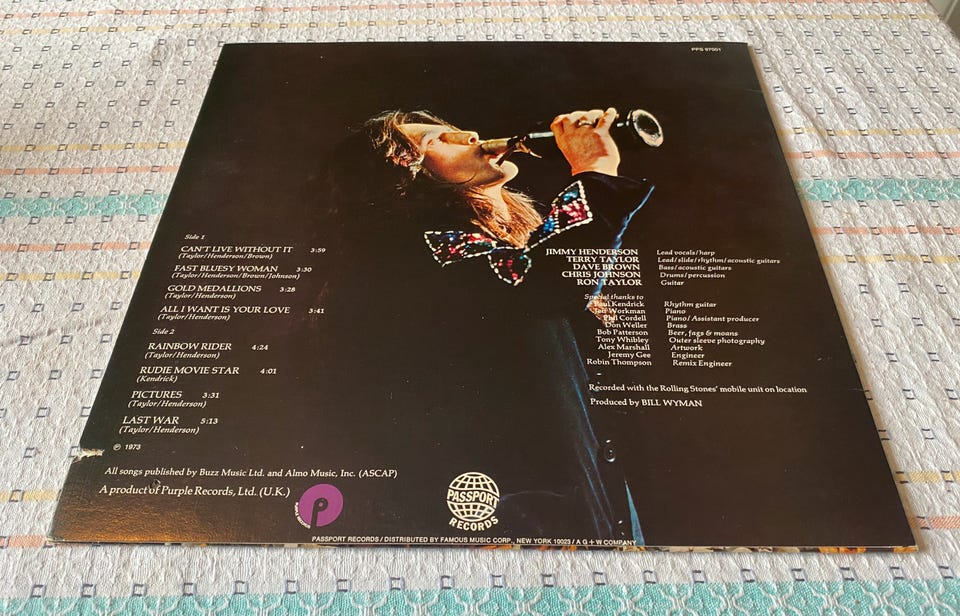 PPS 97001
Side 1
CAN'T LIVE WITHOUT IT 3:59
(Taylor/Henderson/Brown)
FAST BLUESY WOMAN 3:30
(Taylor/Henderson/Brown/Johnson)
GOLD MEDALLIONS 3:28
(Taylor/Henderson)
ALL I WANT IS YOUR LOVE 3:41
(Taylor/Henderson)
Side 2
RAINBOW RIDER 4:24
(Taylor/Henderson)
RUDIE MOVIE STAR 4:01
(Kendrick)
PICTURES 3:31
(Taylor/Henderson)
LAST WAR 5:13
(Taylor/Henderson)
℗ 1973
JIMMY HENDERSON Lead vocals/harp
TERRY TAYLOR Lead/slide/rhythm/acoustic guitars
DAVE BROWN Bass/acoustic guitars
CHRIS JOHNSON Drums/percussion
RON TAYLOR Guitar
Special thanks to
Paul Kendrick Rhythm guitar
Jeff Workman Piano
Phil Cordell Piano/Assistant producer
Don Weller Brass
Bob Patterson Beer, fags & moans
Tony Whibley Outer sleeve photography
Alex Marshall Artwork
Jeremy Gee Engineer
Robin Thompson Remix Engineer
Recorded with the Rolling Stones' mobile unit on location
Produced by BILL WYMAN
All songs published by Buzz Music Ltd. and Almo Music, Inc. (ASCAP)
A product of Purple Records, Ltd. (U.K.)
PURPLE RECORDS
PASSPORT
RECORDS
PASSPORT RECORDS / DISTRIBUTED BY FAMOUS MUSIC CORP., NEW YORK 10023 / A G + W COMPANY